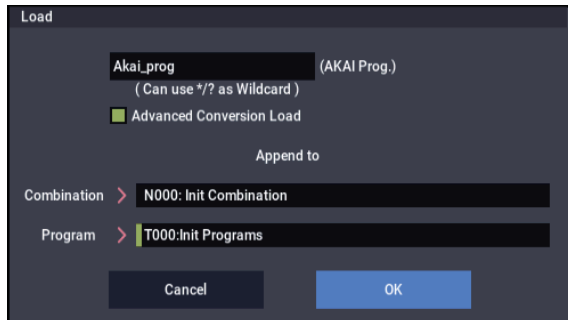 Load
Akai_prog (AKAI Prog.)
( Can use */? as Wildcard )
Advanced Conversion Load
Append to
Combination N000: Init Combination
Program T000:Init Programs
Cancel OK